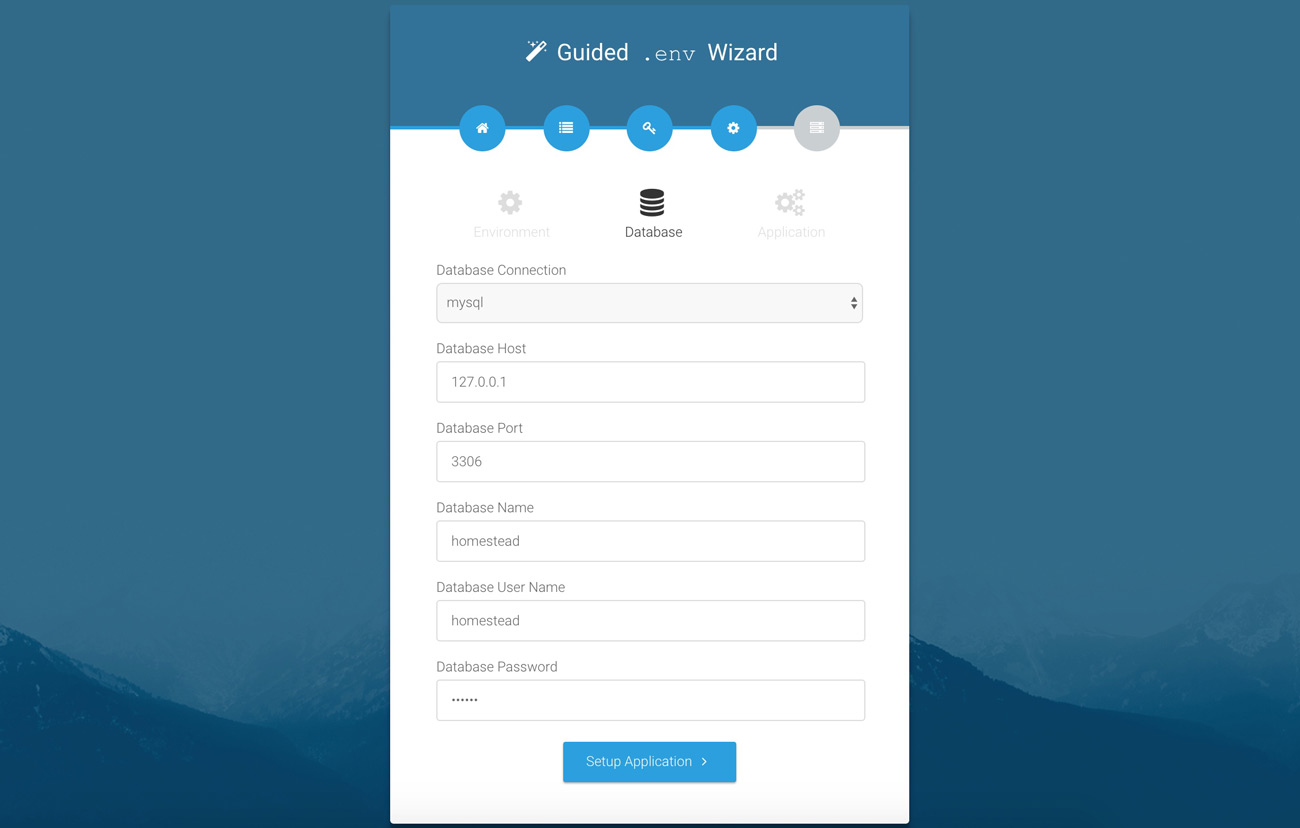 Guided .env Wizard
Environment
Database
Application
Database Connection
mysql
Database Host
127.0.0.1
Database Port
3306
Database Name
homestead
Database User Name
homestead
Database Password
••••••
Setup Application